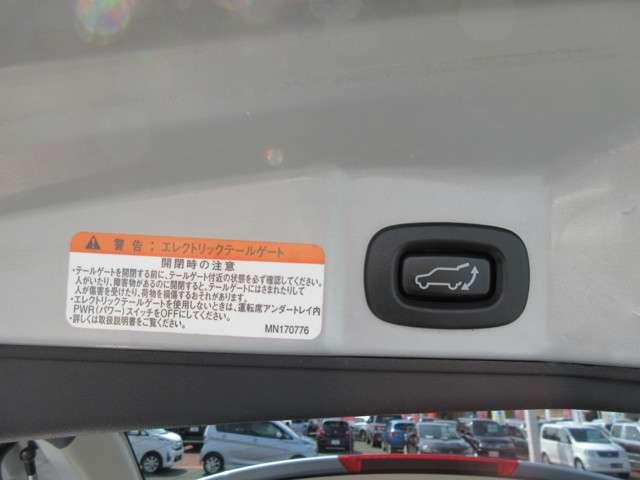 警告：エレクトリックテールゲート
開閉時の注意
・テールゲートを開閉する前に、テールゲート付近の状態を必ず確認してください。
人がいたり、障害物があるのに開閉すると、テールゲートにはさまれたりして
人が傷害を受けたり、荷物を損傷するおそれがあります。
・エレクトリックテールゲートを使用しないときは、運転席アンダートレイ内
PWR(パワー)スイッチをOFFにしてください。
・詳しくは取扱説明書をご覧ください。
MN170776